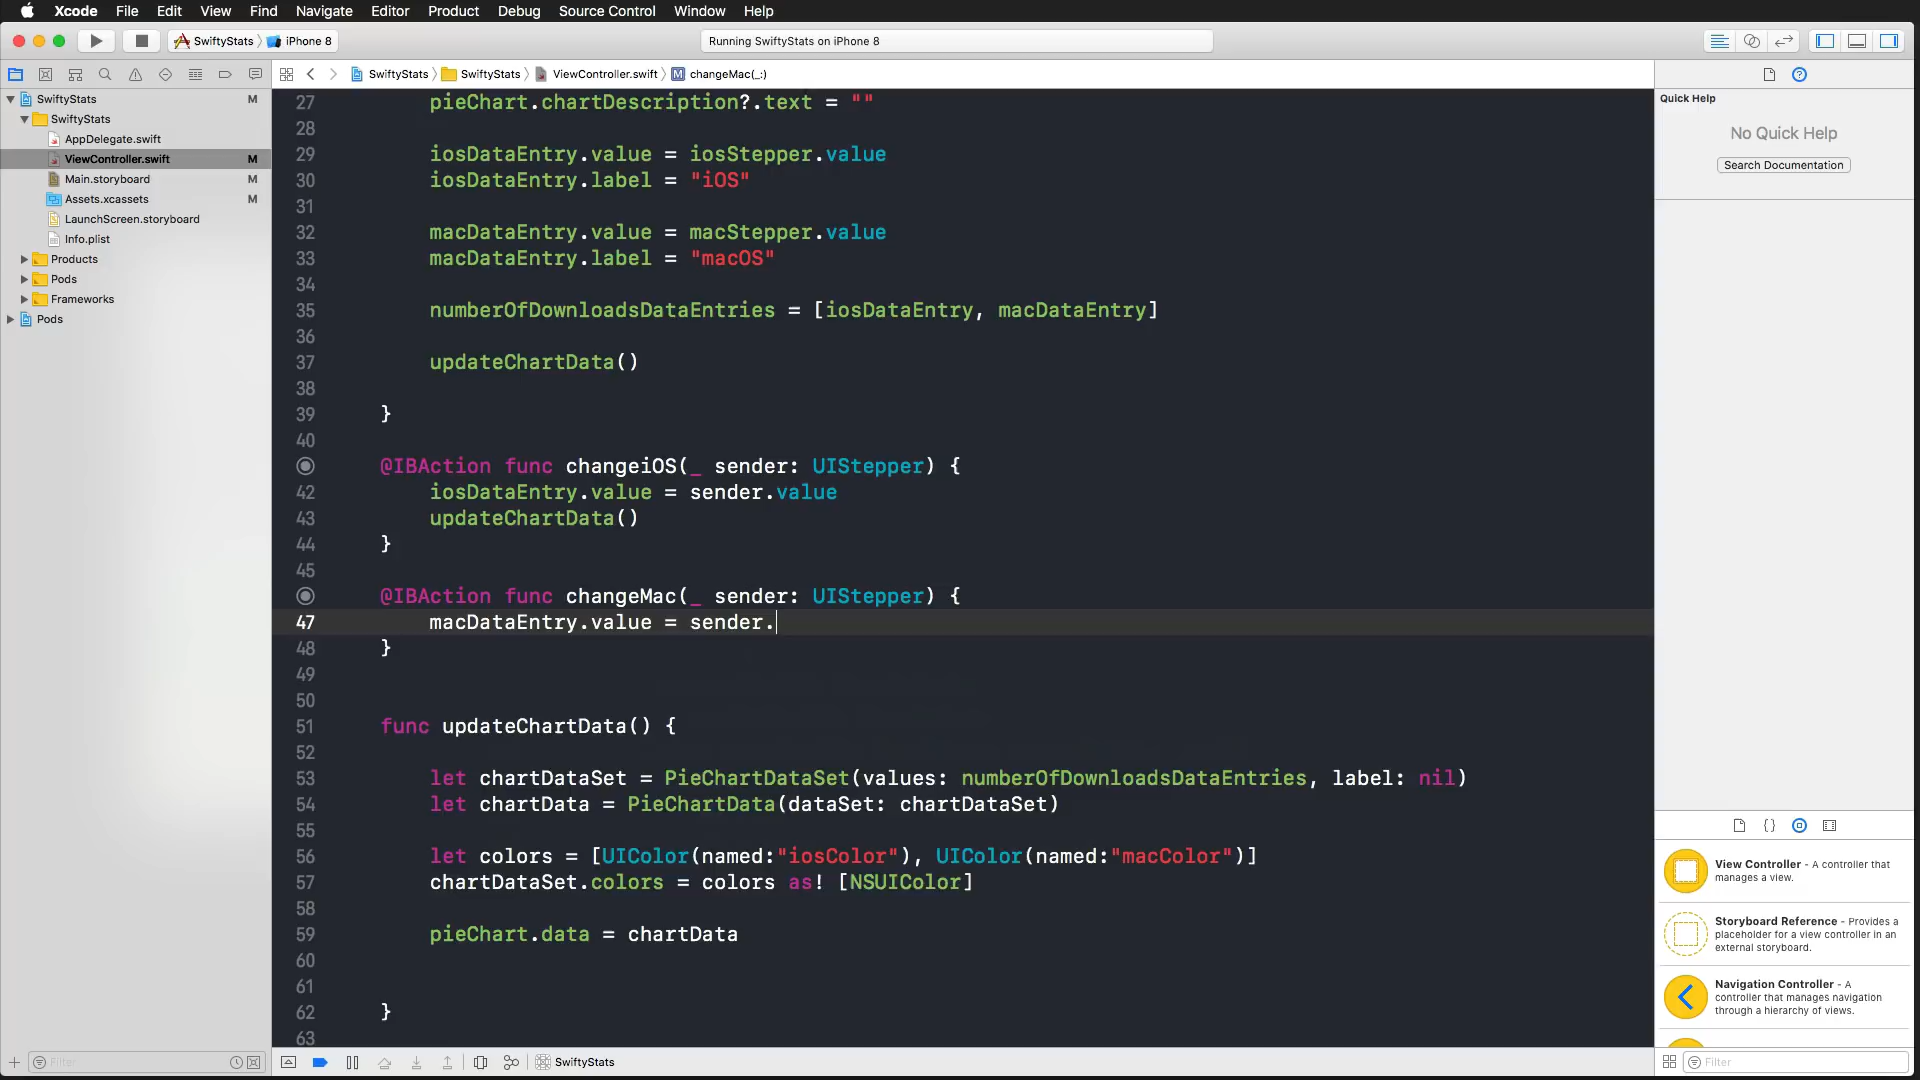 Xcode File Edit View Find Navigate Editor Product Debug Source Control Window Help
SwiftyStats iPhone 8
Running SwiftyStats on iPhone 8
SwiftyStats SwiftyStats ViewController.swift M changeMac(_:)
SwiftyStats M
SwiftyStats
AppDelegate.swift
ViewController.swift M
Main.storyboard M
Assets.xcassets M
LaunchScreen.storyboard
Info.plist
Products
Pods
Frameworks
Pods
Filter
27 pieChart.chartDescription?.text = ""
28
29 iosDataEntry.value = iosStepper.value
30 iosDataEntry.label = "iOS"
31
32 macDataEntry.value = macStepper.value
33 macDataEntry.label = "macOS"
34
35 numberOfDownloadsDataEntries = [iosDataEntry, macDataEntry]
36
37 updateChartData()
38
39 }
40
@IBAction func changeiOS(_ sender: UIStepper) {
42 iosDataEntry.value = sender.value
43 updateChartData()
44 }
45
@IBAction func changeMac(_ sender: UIStepper) {
47 macDataEntry.value = sender.
48 }
49
50
51 func updateChartData() {
52
53 let chartDataSet = PieChartDataSet(values: numberOfDownloadsDataEntries, label: nil)
54 let chartData = PieChartData(dataSet: chartDataSet)
55
56 let colors = [UIColor(named:"iosColor"), UIColor(named:"macColor")]
57 chartDataSet.colors = colors as! [NSUIColor]
58
59 pieChart.data = chartData
60
61
62 }
63
SwiftyStats
Quick Help
No Quick Help
Search Documentation
View Controller - A controller that
manages a view.
Storyboard Reference - Provides a
placeholder for a view controller in an
external storyboard.
Navigation Controller - A
controller that manages navigation
through a hierarchy of views.
Filter